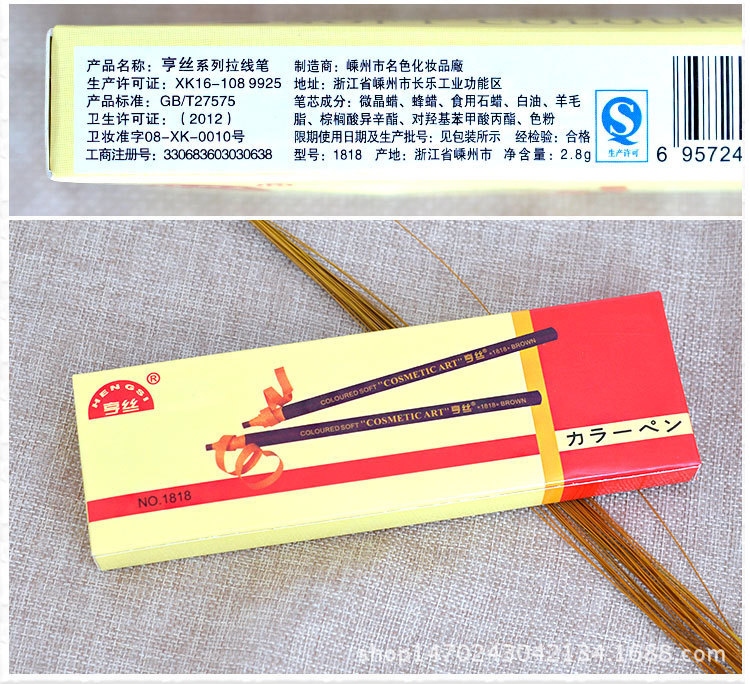 产品名称：亨丝系列拉线笔
生产许可证：XK16-108 9925
产品标准：GB/T27575
卫生许可证：（2012）
卫妆准字08-XK-0010号
工商注册号：330683603030638
制造商：嵊州市名色化妆品廠
地址：浙江省嵊州市长乐工业功能区
笔芯成分：微晶蜡、蜂蜡、食用石蜡、白油、羊毛
脂、棕榈酸异辛酯、对羟基苯甲酸丙酯、色粉
限期使用日期及生产批号：见包装所示 经检验：合格
型号：1818 产地：浙江省嵊州市 净含量：2.8g
生产许可
6 95724
HENGSI
亨丝®
COLOURED SOFT "COSMETIC ART" 亨丝® •1818• BROWN
COLOURED SOFT "COSMETIC ART" 亨丝® •1818• BROWN
カラーペン
NO.1818
shop1470243042134.1688.com